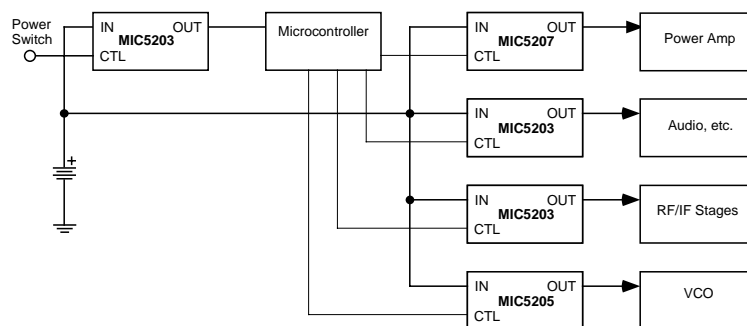 Power
Switch
IN OUT
MIC5203
CTL
Microcontroller
IN OUT
MIC5207
CTL
Power Amp
IN OUT
MIC5203
CTL
Audio, etc.
+
IN OUT
MIC5203
CTL
RF/IF Stages
IN OUT
MIC5205
CTL
VCO